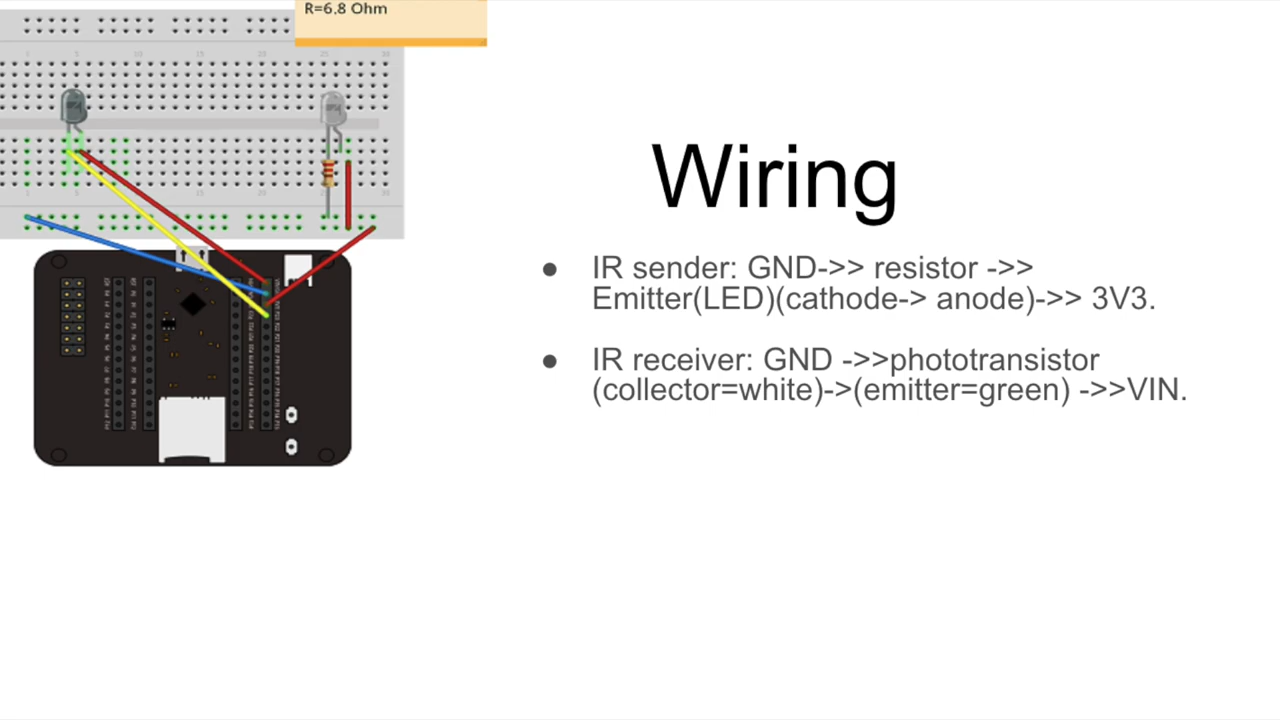 R=6.8 Ohm
Wiring
● IR sender: GND->> resistor ->>
Emitter(LED)(cathode-> anode)->> 3V3.
● IR receiver: GND ->>phototransistor
(collector=white)->(emitter=green) ->>VIN.